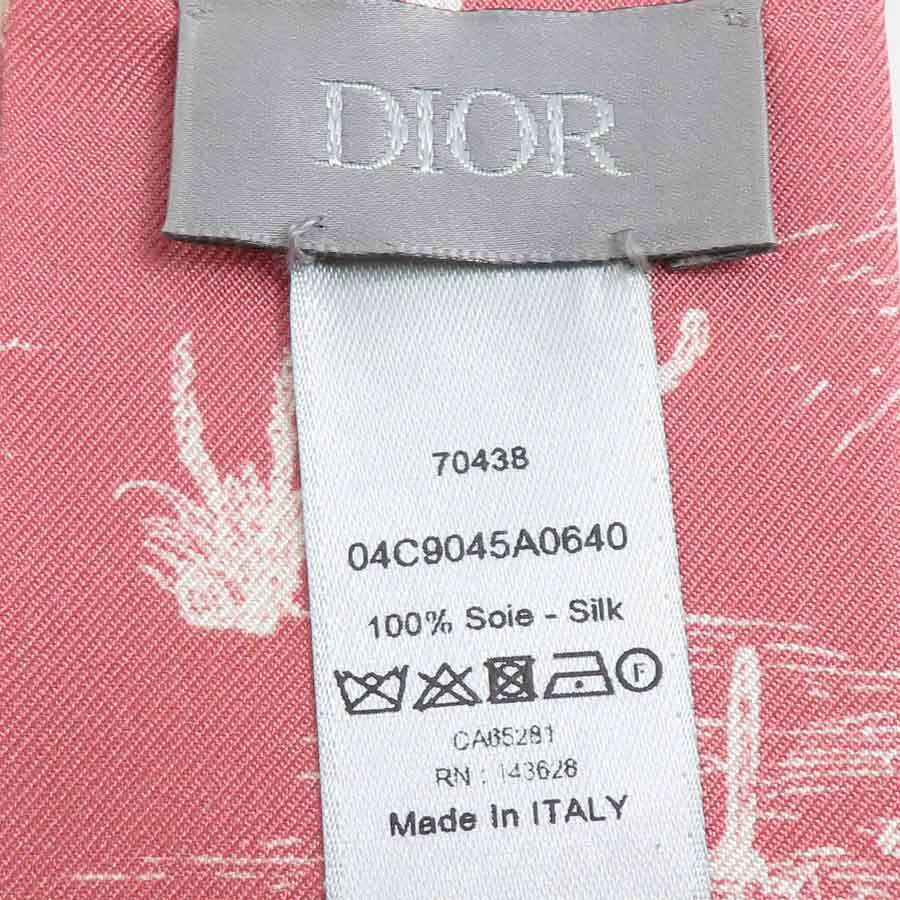 DIOR
70438
04C9045A0640
100% Soie - Silk
F
CA65281
RN : 143628
Made In ITALY